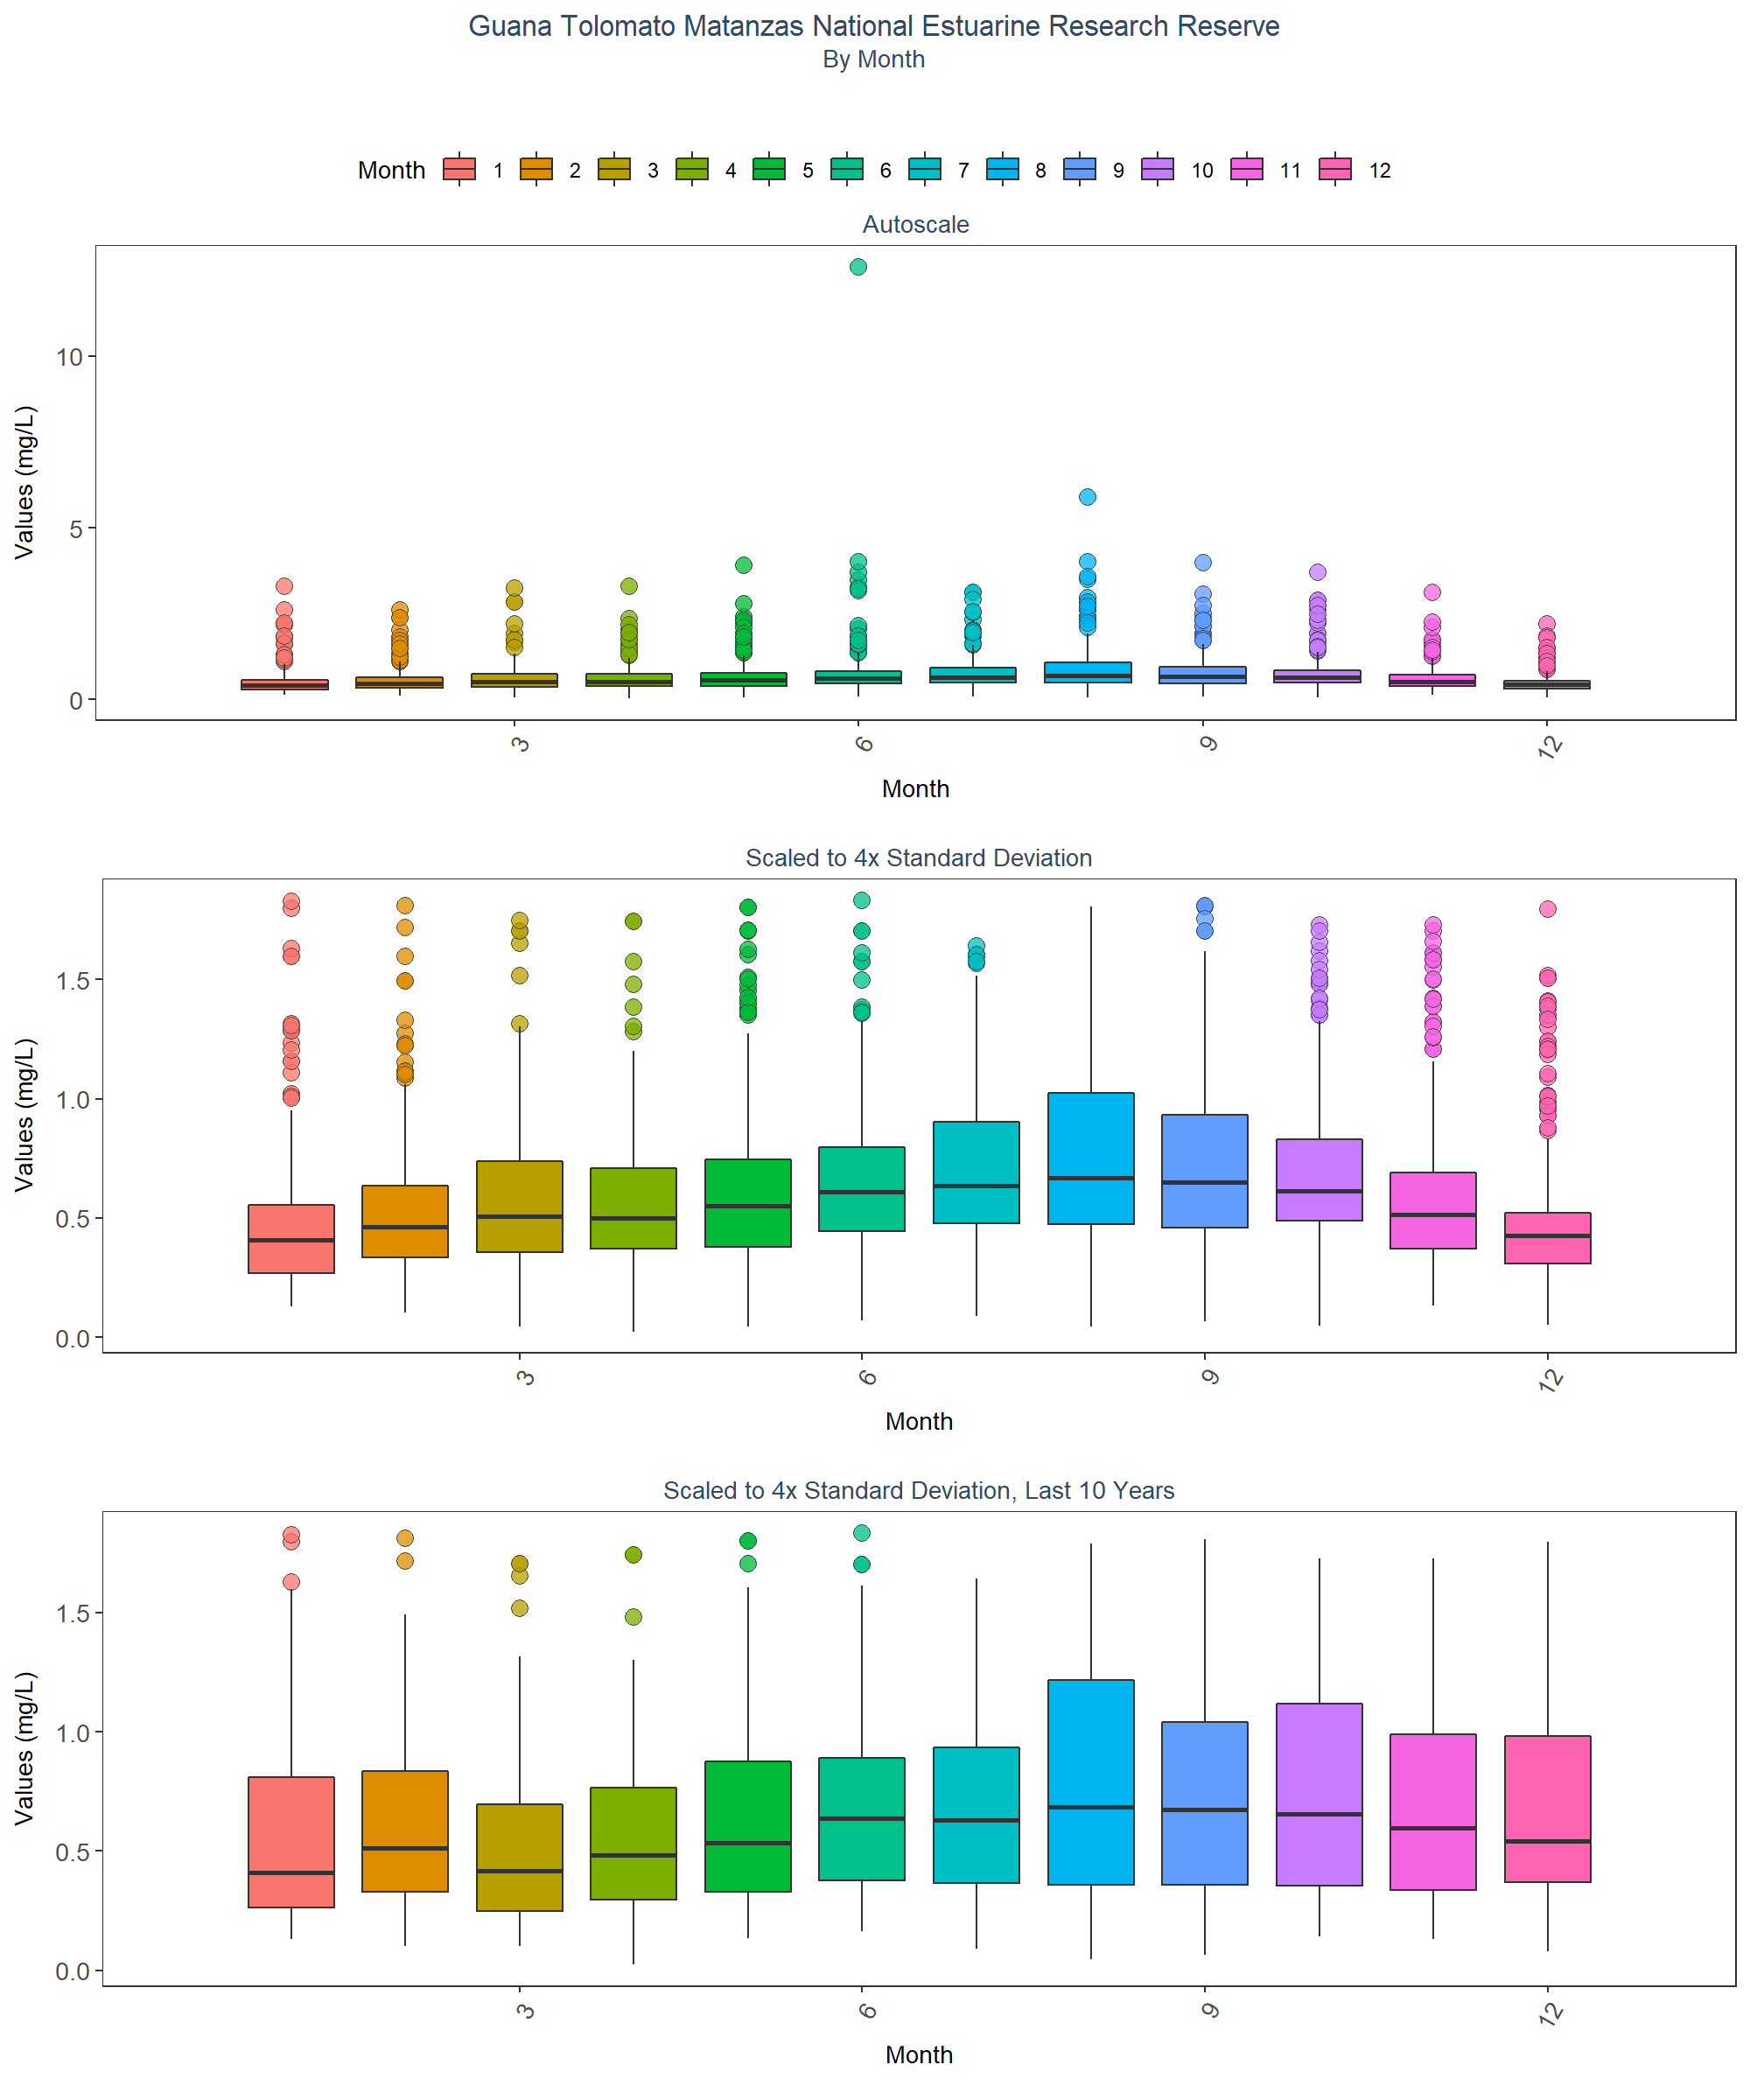 Guana Tolomato Matanzas National Estuarine Research Reserve
By Month
Month 1 2 3 4 5 6 7 8 9 10 11 12
Autoscale
Values (mg/L)
10
5
0
3 6 9 12
Month
Scaled to 4x Standard Deviation
Values (mg/L)
1.5
1.0
0.5
0.0
3 6 9 12
Month
Scaled to 4x Standard Deviation, Last 10 Years
Values (mg/L)
1.5
1.0
0.5
0.0
3 6 9 12
Month